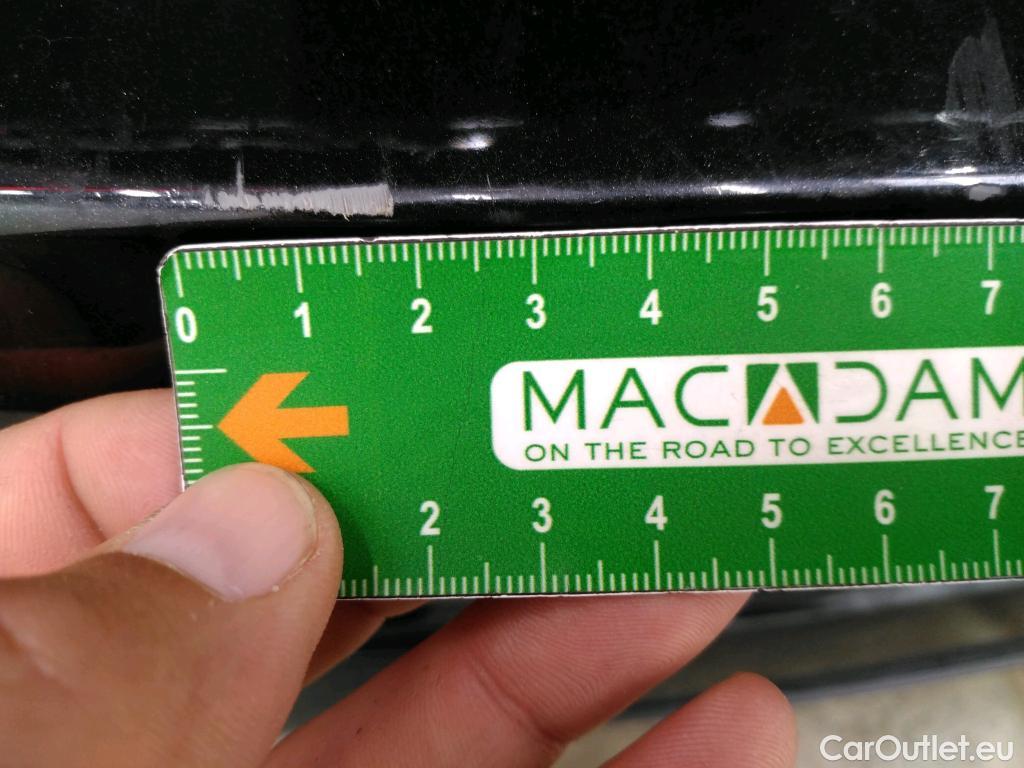 0 1 2 3 4 5 6 7
MACADAM
ON THE ROAD TO EXCELLENCE
2 3 4 5 6 7
CarOutlet.eu